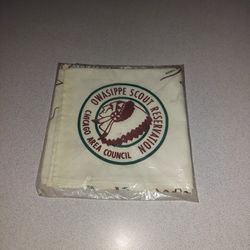 OWASIPPE SCOUT RESERVATION
CHICAGO AREA COUNCIL